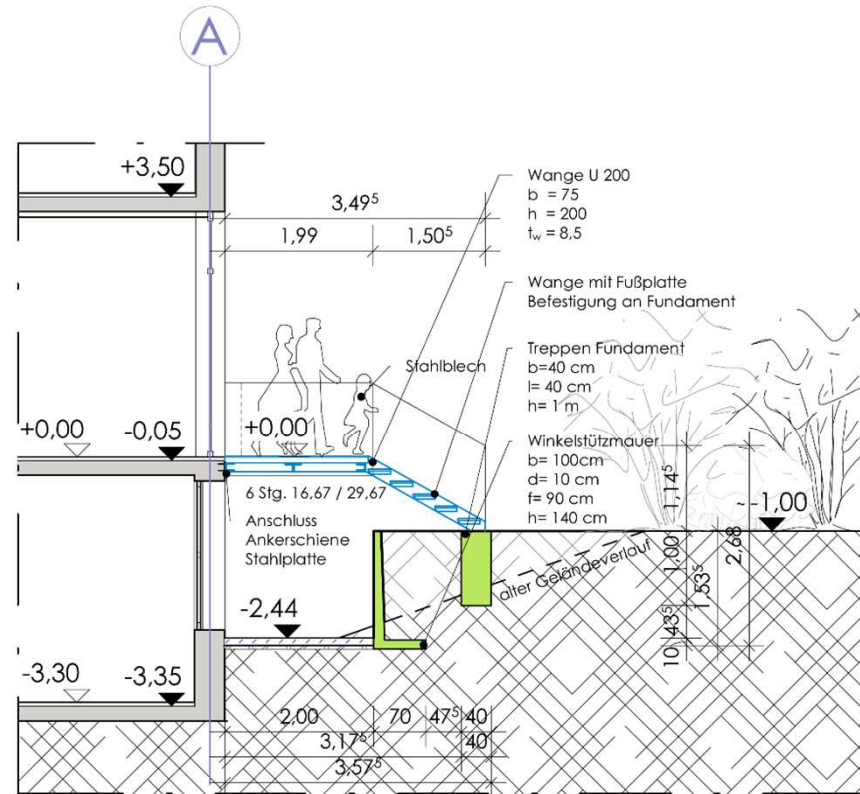 A
+3,50
3,49⁵
1,99
1,50⁵
Wange U 200
b = 75
h = 200
t_w = 8,5
Wange mit Fußplatte
Befestigung an Fundament
Treppen Fundament
b=40 cm
l= 40 cm
h= 1 m
Winkelstützmauer
b= 100cm
d= 10 cm
f= 90 cm
h= 140 cm
Stahlblech
+0,00
-0,05
+0,00
6 Stg. 16,67 / 29,67
Anschluss
Ankerschiene
Stahlplatte
~-1,00
1,14⁵
1,00⁵
1,53⁵
2,68
43⁵
10
alter Geländeverlauf
-2,44
-3,30
-3,35
2,00
70
47⁵
40
3,17⁵
40
3,57⁵